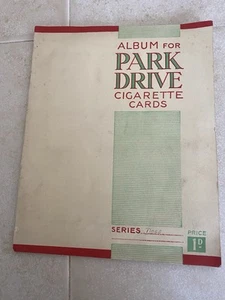 ALBUM FOR
PARK
DRIVE
CIGARETTE
CARDS
SERIES
PRICE
1D.